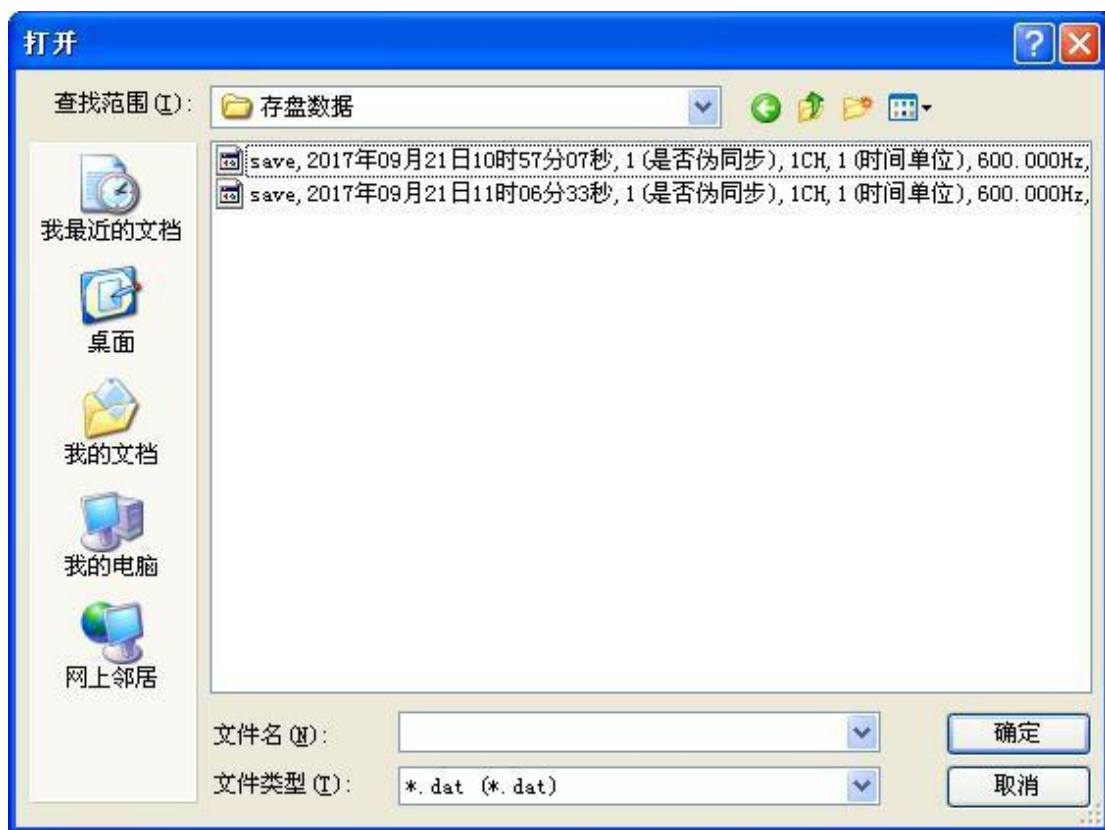 打开
查找范围(I):
存盘数据
save,2017年09月21日10时57分07秒,1(是否伪同步),1CH,1(时间单位),600.000Hz,
save,2017年09月21日11时06分33秒,1(是否伪同步),1CH,1(时间单位),600.000Hz,
我最近的文档
桌面
我的文档
我的电脑
网上邻居
文件名(N):
确定
文件类型(T):
*.dat (*.dat)
取消